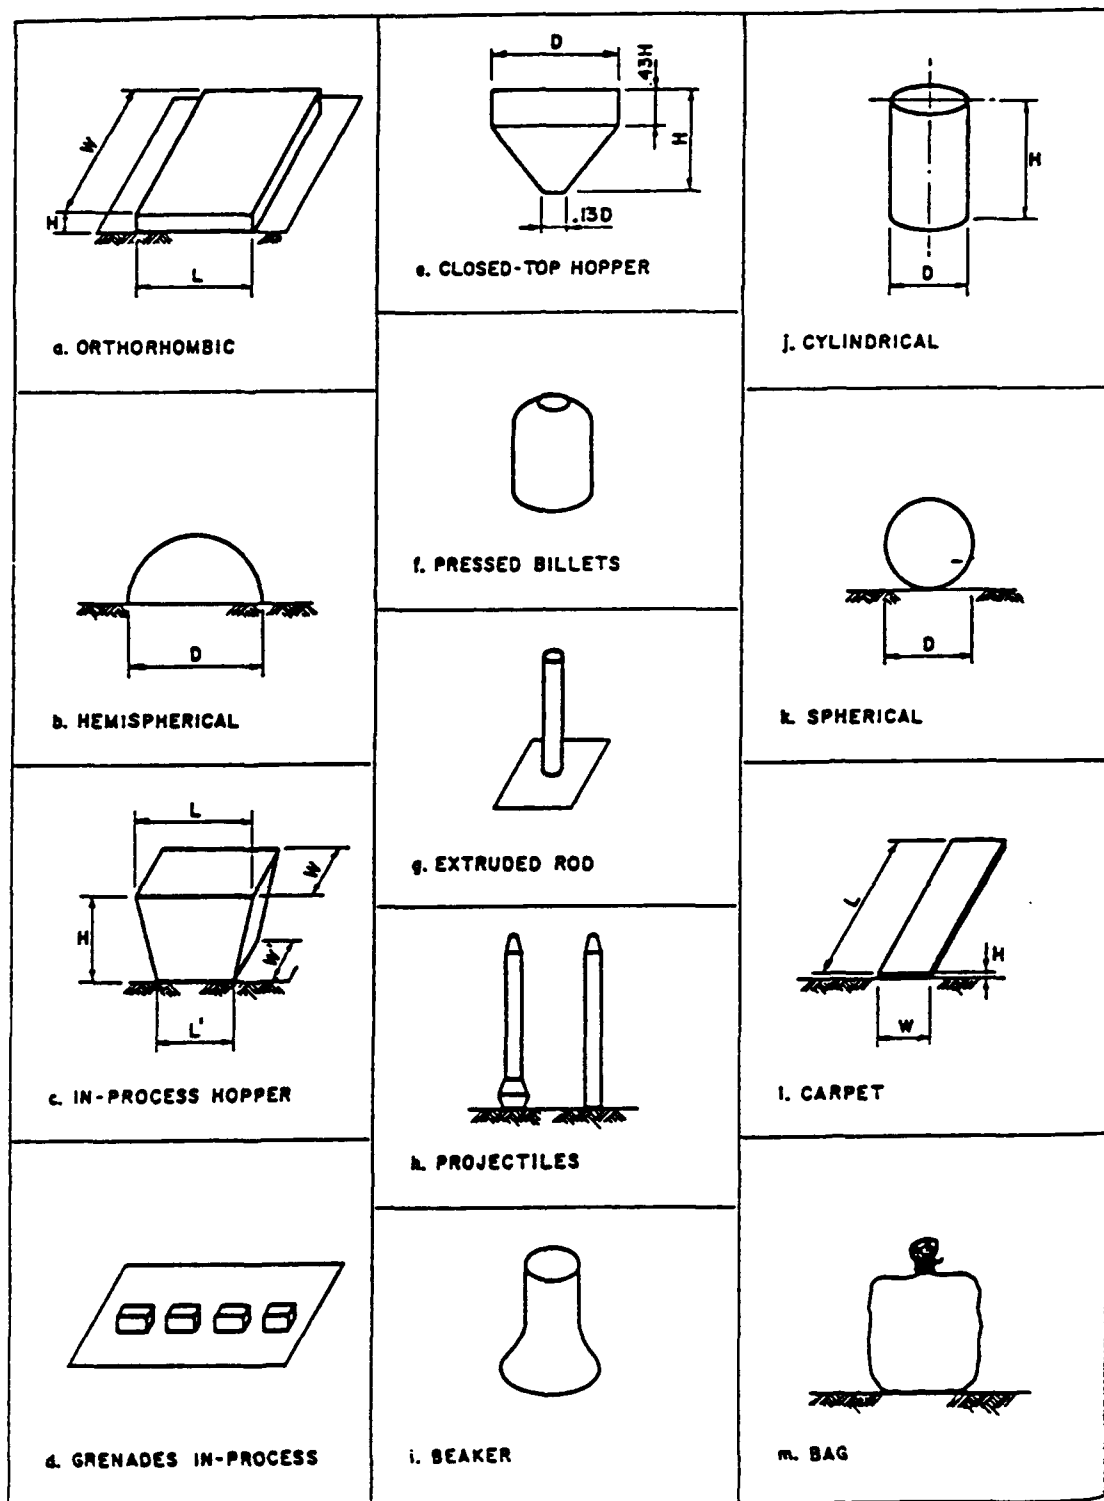 W
H
L
a. ORTHORHOMBIC
D
b. HEMISPHERICAL
L
W
H
W'
L'
c. IN-PROCESS HOPPER
d. GRENADES IN-PROCESS
D
.43H
H
.13D
e. CLOSED-TOP HOPPER
f. PRESSED BILLETS
g. EXTRUDED ROD
h. PROJECTILES
i. BEAKER
H
D
j. CYLINDRICAL
D
k. SPHERICAL
L
H
W
l. CARPET
m. BAG